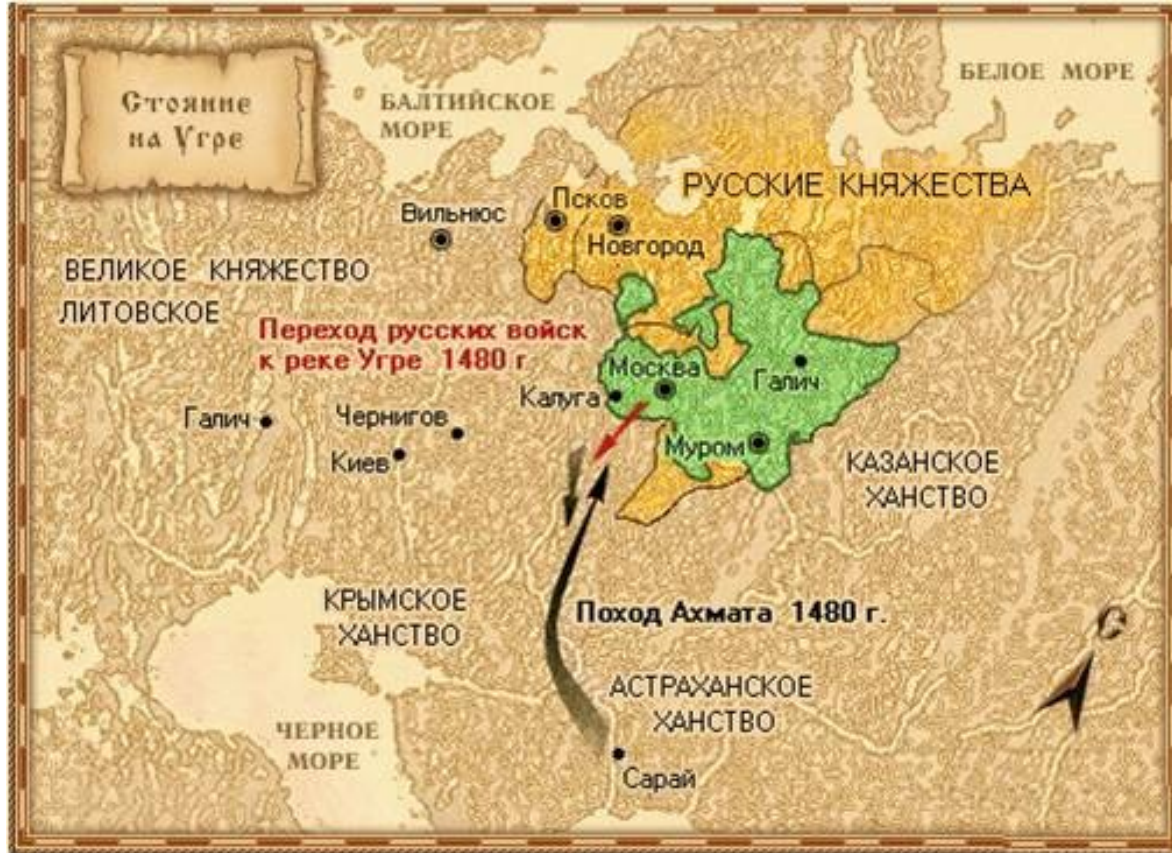 Стояние
на Угре
БАЛТИЙСКОЕ
МОРЕ
БЕЛОЕ МОРЕ
РУССКИЕ КНЯЖЕСТВА
Псков
Вильнюс
Новгород
ВЕЛИКОЕ КНЯЖЕСТВО
ЛИТОВСКОЕ
Переход русских войск
к реке Угре 1480 г
Москва
Галич
Калуга
Галич
Чернигов
Киев
Муром
КАЗАНСКОЕ
ХАНСТВО
КРЫМСКОЕ
ХАНСТВО
Поход Ахмата 1480 г.
С
АСТРАХАНСКОЕ
ХАНСТВО
ЧЕРНОЕ
МОРЕ
Сарай